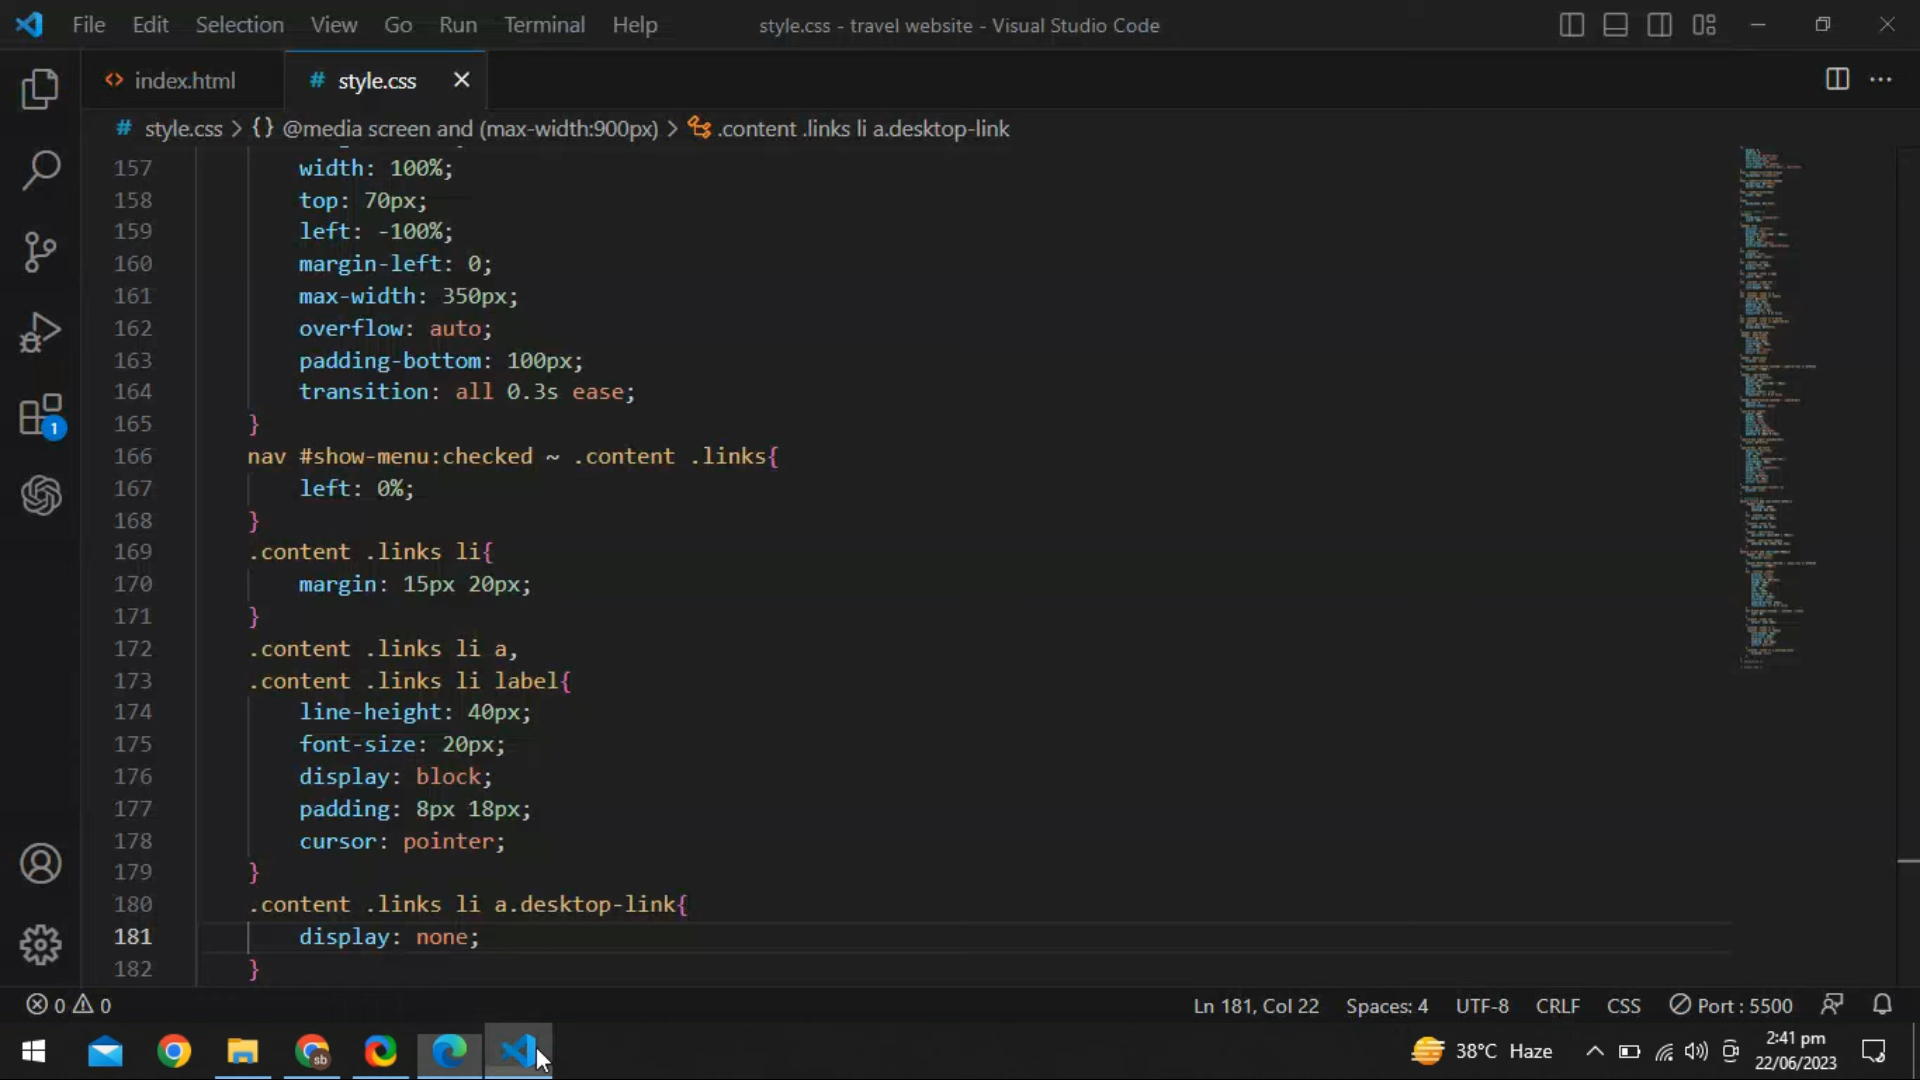 File Edit Selection View Go Run Terminal Help style.css - travel website - Visual Studio Code
index.html # style.css
# style.css > {} @media screen and (max-width:900px) > .content .links li a.desktop-link
157 width: 100%;
158 top: 70px;
159 left: -100%;
160 margin-left: 0;
161 max-width: 350px;
162 overflow: auto;
163 padding-bottom: 100px;
164 transition: all 0.3s ease;
165 }
166 nav #show-menu:checked ~ .content .links{
167 left: 0%;
168 }
169 .content .links li{
170 margin: 15px 20px;
171 }
172 .content .links li a,
173 .content .links li label{
174 line-height: 40px;
175 font-size: 20px;
176 display: block;
177 padding: 8px 18px;
178 cursor: pointer;
179 }
180 .content .links li a.desktop-link{
181 display: none;
182 }
1
0 0 Ln 181, Col 22 Spaces: 4 UTF-8 CRLF CSS Port : 5500
sb 38°C Haze 2:41 pm
22/06/2023